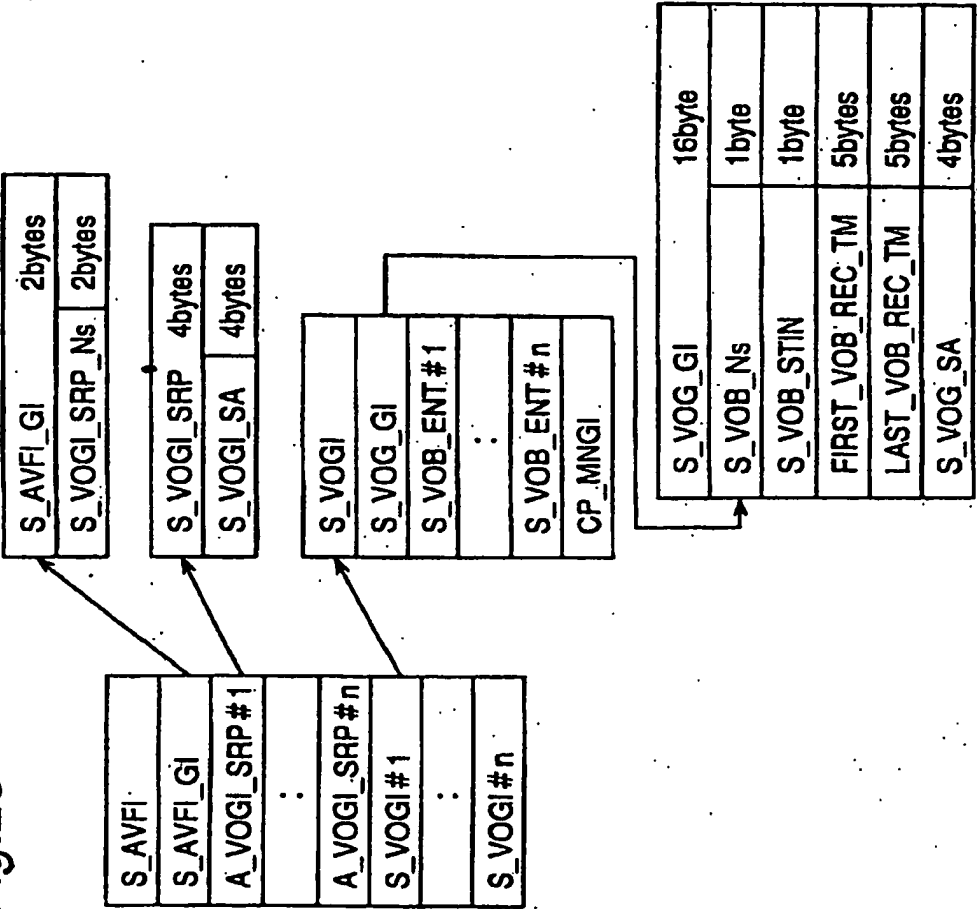 S_AVFI
S_AVFI_GI
A_VOGI_SRP#1
:
A_VOGI_SRP#n
S_VOGI#1
:
S_VOGI#n
S_AVFI_GI 2bytes
S_VOGI_SRP_Ns 2bytes
S_VOGI_SRP 4bytes
S_VOGI_SA 4bytes
S_VOGI
S_VOG_GI
S_VOB_ENT#1
:
S_VOB_ENT#n
CP_MNGI
S_VOG_GI 16byte
S_VOB_Ns 1byte
S_VOB_STIN 1byte
FIRST_VOB_REC_TM 5bytes
LAST_VOB_REC_TM 5bytes
S_VOG_SA 4bytes